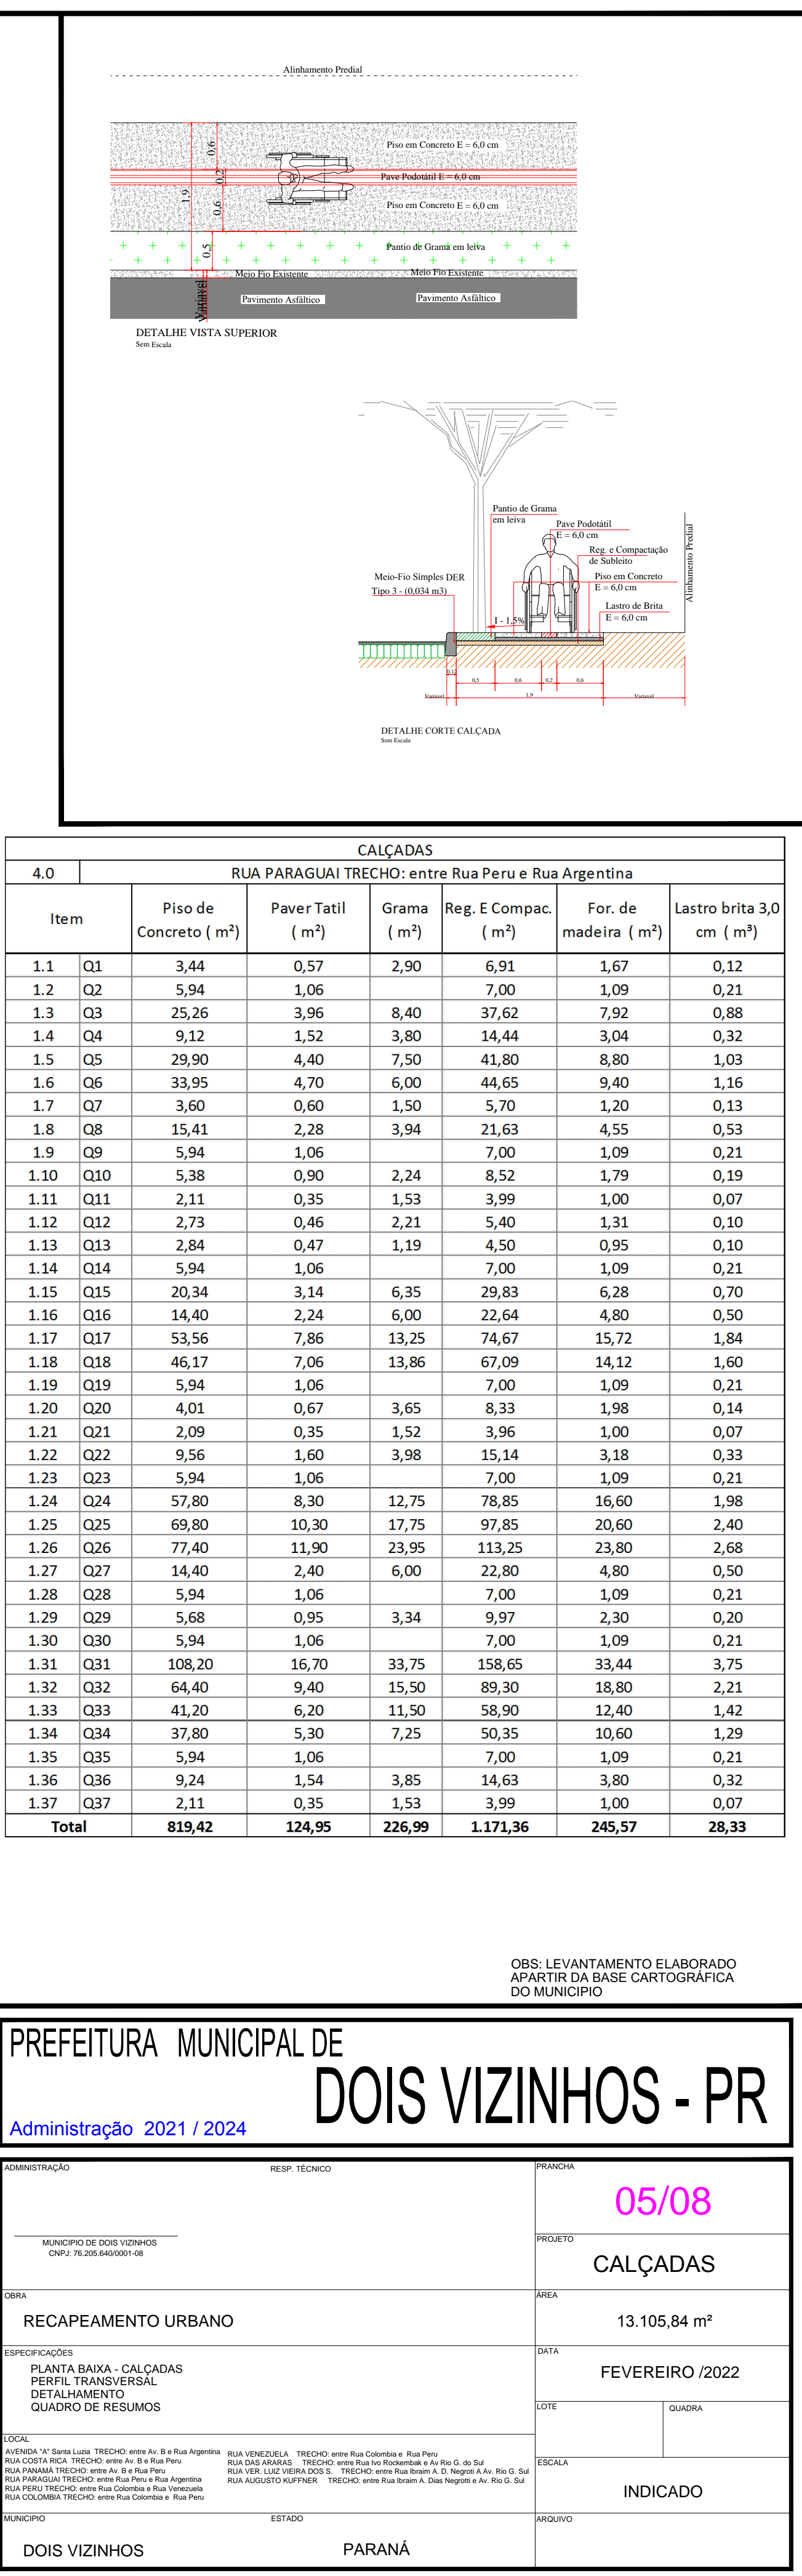 Alinhamento Predial
Piso em Concreto E = 6,0 cm
0,6
Pave Podotátil E = 6,0 cm
0,2
1,9
Piso em Concreto E = 6,0 cm
0,6
Pantio de Grama em leiva
0,5
Meio Fio Existente Meio Fio Existente
Variavel
Pavimento Asfáltico Pavimento Asfáltico
DETALHE VISTA SUPERIOR
Sem Escala
Pantio de Grama
em leiva
Pave Podotátil
E = 6,0 cm
Reg. e Compactação
de Subleito
Alinhamento Predial
Meio-Fio Simples DER
Tipo 3 - (0,034 m3)
Piso em Concreto
E = 6,0 cm
Lastro de Brita
E = 6,0 cm
I - 1,5%
0,12
0,5 0,6 0,2 0,6
Variavel 1,9 Variavel
DETALHE CORTE CALÇADA
Sem Escala
CALÇADAS
4.0 RUA PARAGUAI TRECHO: entre Rua Peru e Rua Argentina
Item Piso de Concreto ( m²) Paver Tatil ( m²) Grama ( m²) Reg. E Compac. ( m²) For. de madeira ( m²) Lastro brita 3,0 cm ( m³)
1.1 Q1 3,44 0,57 2,90 6,91 1,67 0,12
1.2 Q2 5,94 1,06 7,00 1,09 0,21
1.3 Q3 25,26 3,96 8,40 37,62 7,92 0,88
1.4 Q4 9,12 1,52 3,80 14,44 3,04 0,32
1.5 Q5 29,90 4,40 7,50 41,80 8,80 1,03
1.6 Q6 33,95 4,70 6,00 44,65 9,40 1,16
1.7 Q7 3,60 0,60 1,50 5,70 1,20 0,13
1.8 Q8 15,41 2,28 3,94 21,63 4,55 0,53
1.9 Q9 5,94 1,06 7,00 1,09 0,21
1.10 Q10 5,38 0,90 2,24 8,52 1,79 0,19
1.11 Q11 2,11 0,35 1,53 3,99 1,00 0,07
1.12 Q12 2,73 0,46 2,21 5,40 1,31 0,10
1.13 Q13 2,84 0,47 1,19 4,50 0,95 0,10
1.14 Q14 5,94 1,06 7,00 1,09 0,21
1.15 Q15 20,34 3,14 6,35 29,83 6,28 0,70
1.16 Q16 14,40 2,24 6,00 22,64 4,80 0,50
1.17 Q17 53,56 7,86 13,25 74,67 15,72 1,84
1.18 Q18 46,17 7,06 13,86 67,09 14,12 1,60
1.19 Q19 5,94 1,06 7,00 1,09 0,21
1.20 Q20 4,01 0,67 3,65 8,33 1,98 0,14
1.21 Q21 2,09 0,35 1,52 3,96 1,00 0,07
1.22 Q22 9,56 1,60 3,98 15,14 3,18 0,33
1.23 Q23 5,94 1,06 7,00 1,09 0,21
1.24 Q24 57,80 8,30 12,75 78,85 16,60 1,98
1.25 Q25 69,80 10,30 17,75 97,85 20,60 2,40
1.26 Q26 77,40 11,90 23,95 113,25 23,80 2,68
1.27 Q27 14,40 2,40 6,00 22,80 4,80 0,50
1.28 Q28 5,94 1,06 7,00 1,09 0,21
1.29 Q29 5,68 0,95 3,34 9,97 2,30 0,20
1.30 Q30 5,94 1,06 7,00 1,09 0,21
1.31 Q31 108,20 16,70 33,75 158,65 33,44 3,75
1.32 Q32 64,40 9,40 15,50 89,30 18,80 2,21
1.33 Q33 41,20 6,20 11,50 58,90 12,40 1,42
1.34 Q34 37,80 5,30 7,25 50,35 10,60 1,29
1.35 Q35 5,94 1,06 7,00 1,09 0,21
1.36 Q36 9,24 1,54 3,85 14,63 3,80 0,32
1.37 Q37 2,11 0,35 1,53 3,99 1,00 0,07
Total 819,42 124,95 226,99 1.171,36 245,57 28,33
OBS: LEVANTAMENTO ELABORADO
APARTIR DA BASE CARTOGRÁFICA
DO MUNICIPIO
PREFEITURA MUNICIPAL DE
DOIS VIZINHOS - PR
Administração 2021 / 2024
ADMINISTRAÇÃO RESP. TÉCNICO PRANCHA
05/08
MUNICIPIO DE DOIS VIZINHOS
CNPJ: 76.205.640/0001-08
PROJETO
CALÇADAS
OBRA
RECAPEAMENTO URBANO
ÁREA
13.105,84 m²
ESPECIFICAÇÕES
PLANTA BAIXA - CALÇADAS
PERFIL TRANSVERSAL
DETALHAMENTO
QUADRO DE RESUMOS
DATA
FEVEREIRO /2022
LOTE QUADRA
LOCAL
AVENIDA "A" Santa Luzia TRECHO: entre Av. B e Rua Argentina
RUA COSTA RICA TRECHO: entre Av. B e Rua Peru
RUA PANAMÁ TRECHO: entre Av. B e Rua Peru
RUA PARAGUAI TRECHO: entre Rua Peru e Rua Argentina
RUA PERU TRECHO: entre Rua Colombia e Rua Venezuela
RUA COLOMBIA TRECHO: entre Rua Colombia e Rua Peru
RUA VENEZUELA TRECHO: entre Rua Colombia e Rua Peru
RUA DAS ARARAS TRECHO: entre Rua Ivo Rockembak e Av Rio G. do Sul
RUA VER. LUIZ VIEIRA DOS S. TRECHO: entre Rua Ibraim A. D. Negroti A Av. Rio G. Sul
RUA AUGUSTO KUFFNER TRECHO: entre Rua Ibraim A. Dias Negrotti e Av. Rio G. Sul
ESCALA
INDICADO
MUNICIPIO
DOIS VIZINHOS
ESTADO
PARANÁ
ARQUIVO